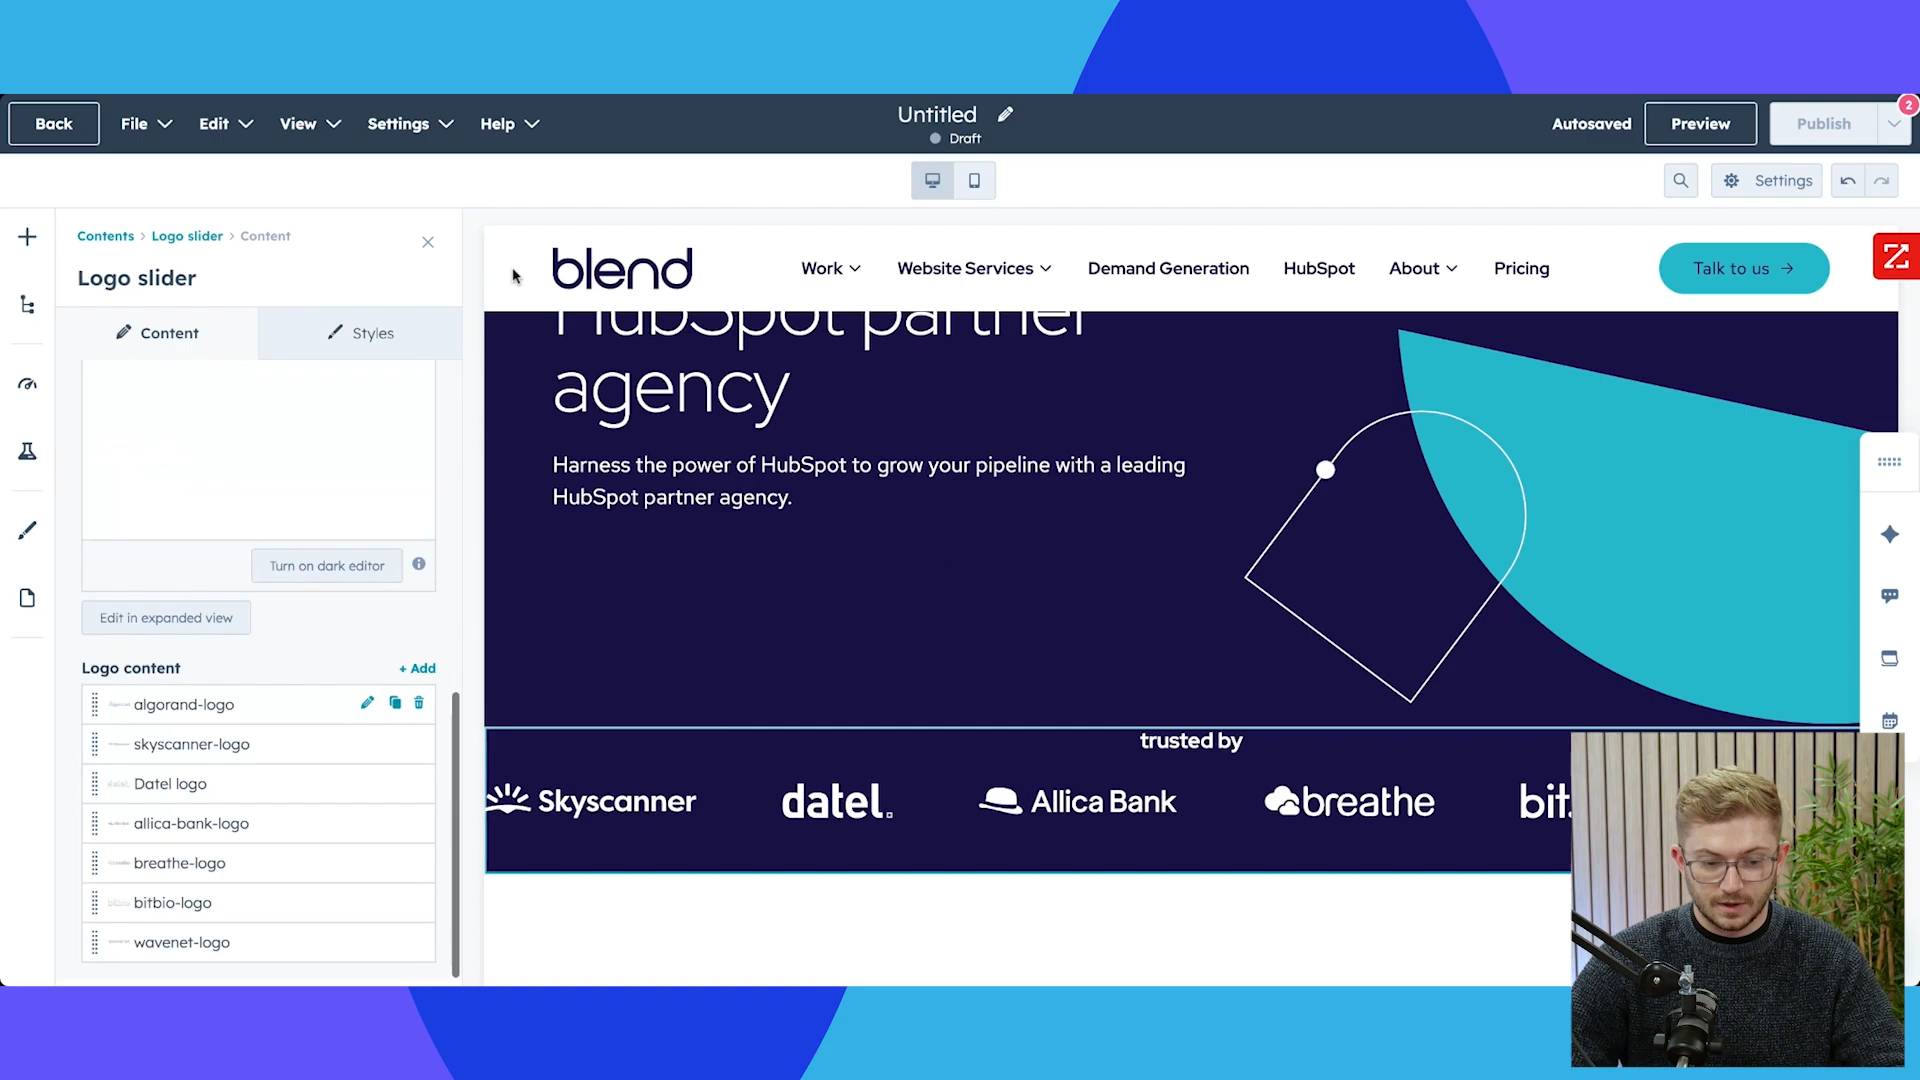 Back
File
Edit
View
Settings
Help
Untitled
Draft
Autosaved
Preview
Publish
2
Settings
Contents > Logo slider > Content
Logo slider
Content
Styles
Turn on dark editor
Edit in expanded view
Logo content
+ Add
algorand-logo
skyscanner-logo
Datel logo
allica-bank-logo
breathe-logo
bitbio-logo
wavenet-logo
blend
Work
Website Services
Demand Generation
HubSpot
About
Pricing
Talk to us →
HubSpot partner
agency
Harness the power of HubSpot to grow your pipeline with a leading
HubSpot partner agency.
trusted by
Skyscanner
datel.
Allica Bank
breathe
bit.